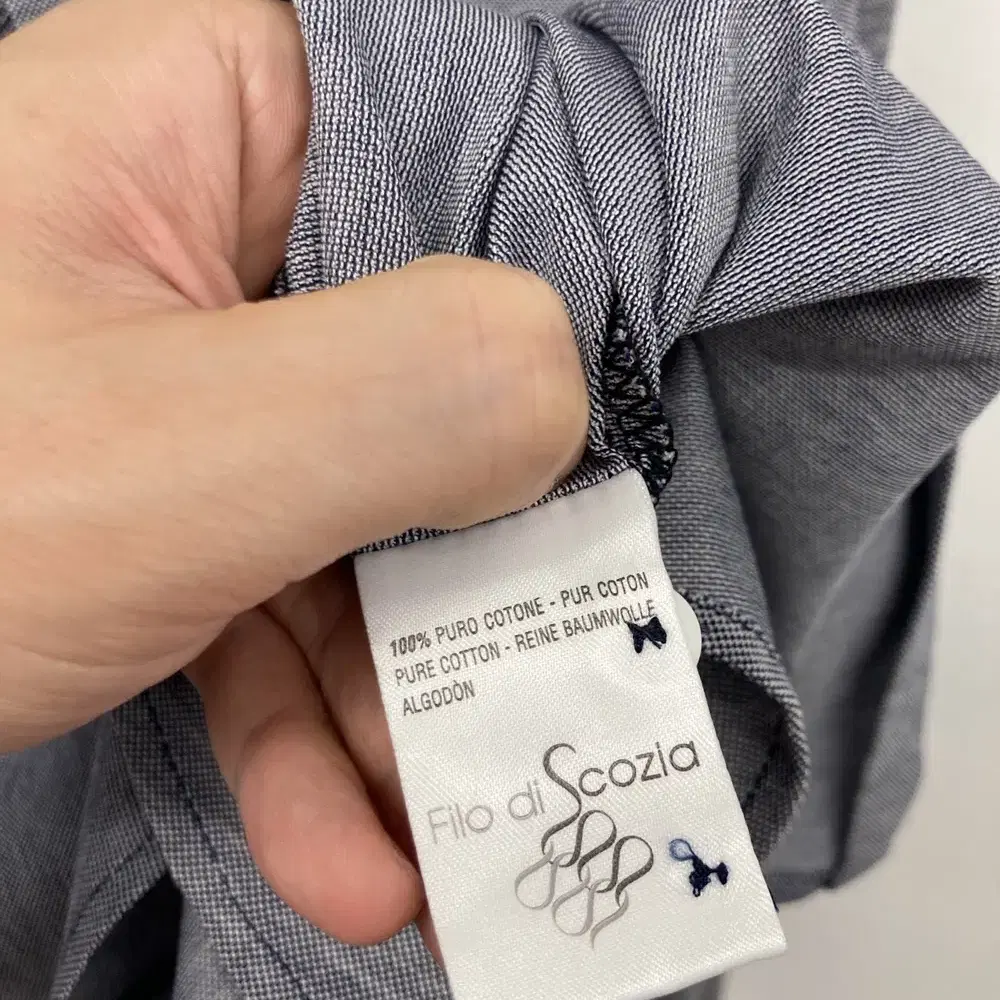 100% PURO COTONE - PUR COTON
PURE COTTON - REINE BAUMWOLLE
ALGODÒN
Filo di Scozia